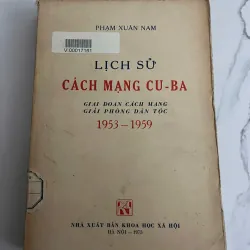 PHẠM XUÂN NAM
LỊCH SỬ
CÁCH MẠNG CU-BA
GIAI ĐOẠN CÁCH MẠNG
GIẢI PHÓNG DÂN TỘC
1953 – 1959
NHÀ XUẤT BẢN KHOA HỌC XÃ HỘI